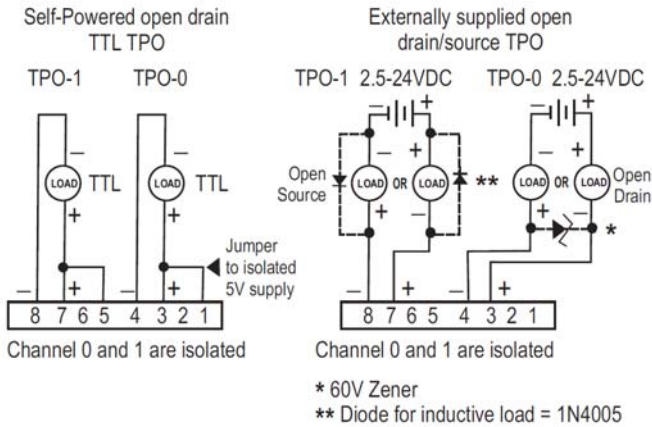 Self-Powered open drain
TTL TPO
TPO-1 TPO-0
− −
LOAD TTL LOAD TTL
+ +
Jumper
to isolated
5V supply
− + − +
8 7 6 5 4 3 2 1
Channel 0 and 1 are isolated
Externally supplied open
drain/source TPO
TPO-1 2.5-24VDC TPO-0 2.5-24VDC
− + − +
− + − +
Open
Source
LOAD OR LOAD ** LOAD OR LOAD
Open
Drain
+ − + −
*
− + − +
8 7 6 5 4 3 2 1
Channel 0 and 1 are isolated
* 60V Zener
** Diode for inductive load = 1N4005